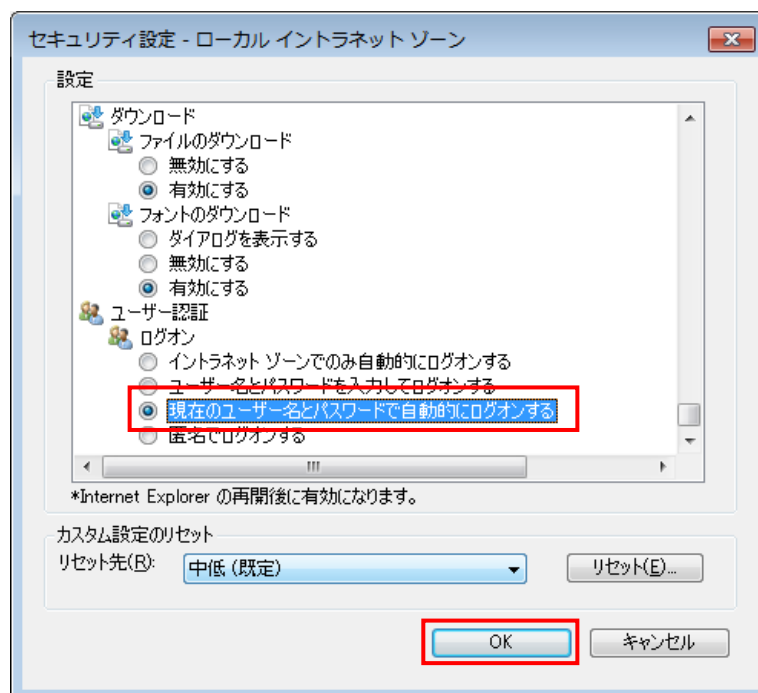 セキュリティ設定 - ローカル イントラネット ゾーン
設定
ダウンロード
ファイルのダウンロード
無効にする
有効にする
フォントのダウンロード
ダイアログを表示する
無効にする
有効にする
ユーザー認証
ログオン
イントラネット ゾーンでのみ自動的にログオンする
ユーザー名とパスワードを入力してログオンする
現在のユーザー名とパスワードで自動的にログオンする
匿名でログオンする
*Internet Explorer の再開後に有効になります。
カスタム設定のリセット
リセット先(R): 中低 (既定) リセット(E)...
OK キャンセル